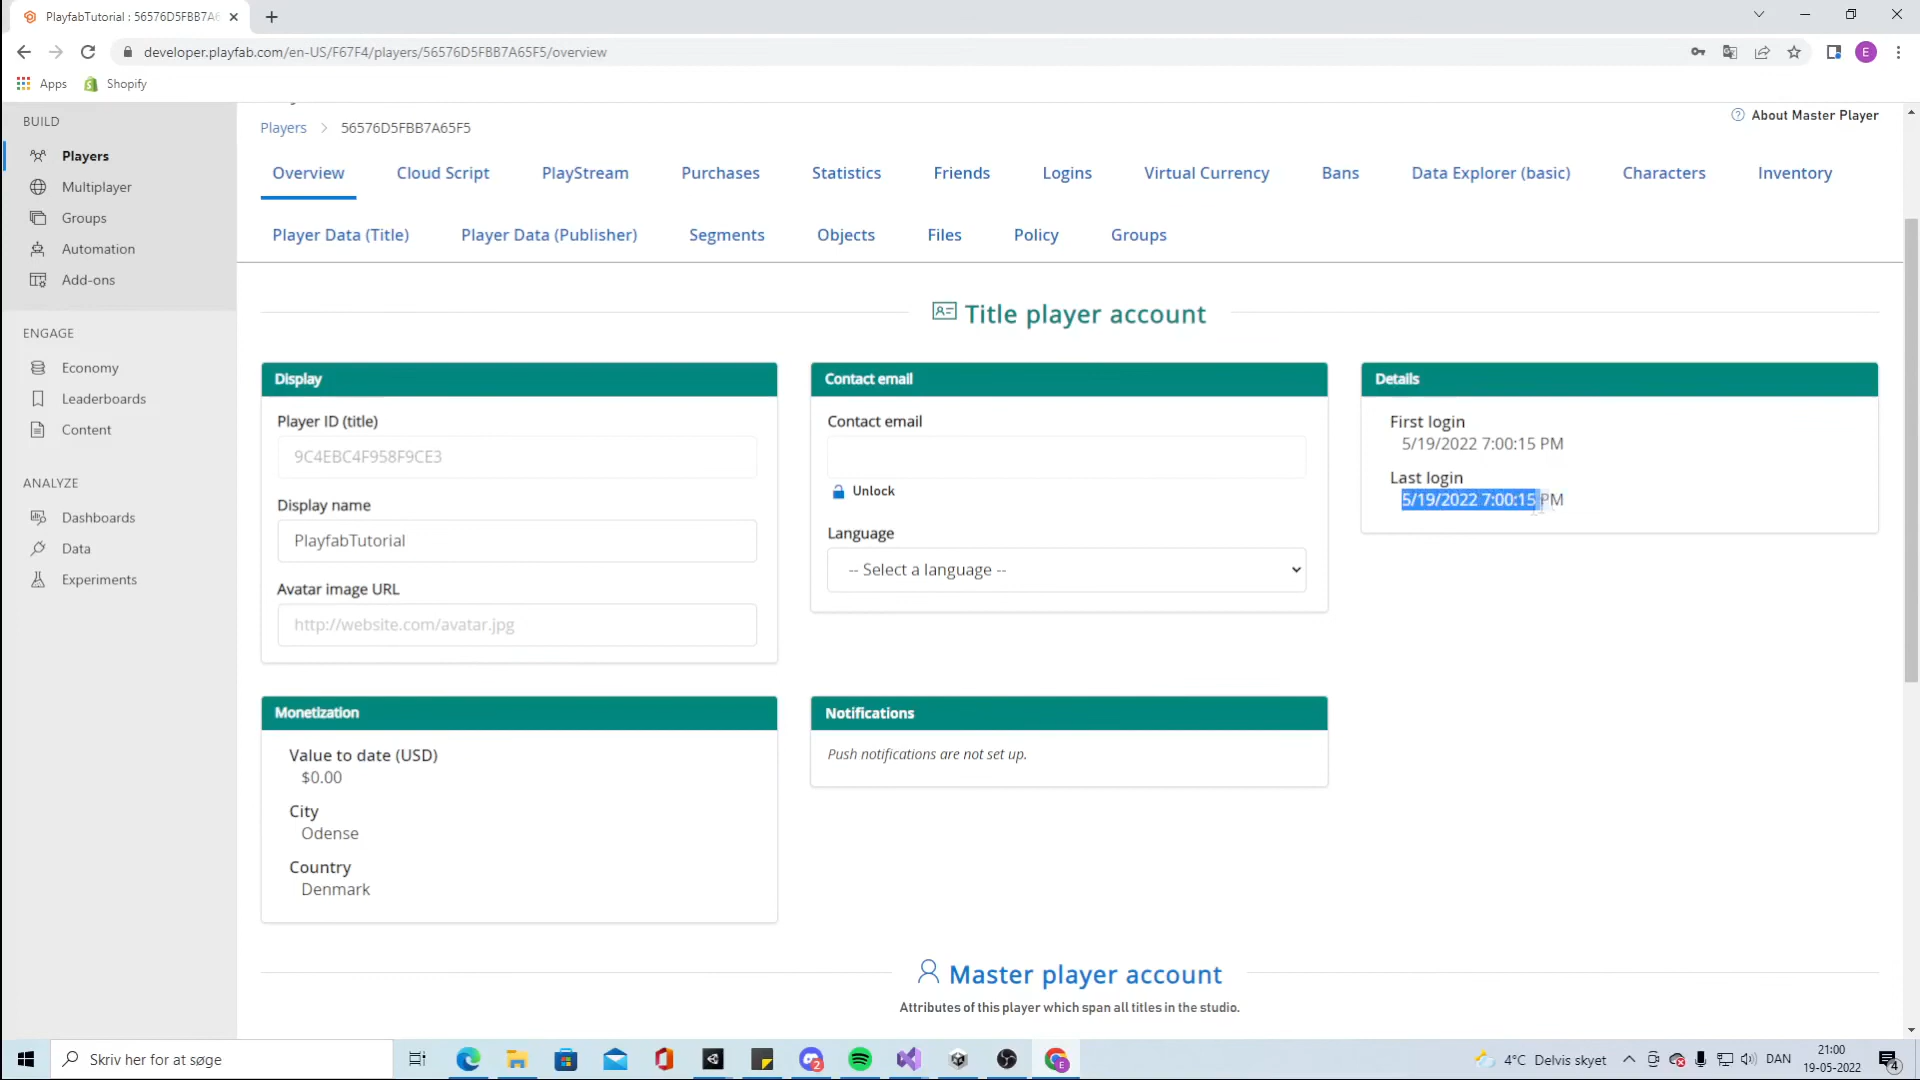 PlayfabTutorial : 56576D5FBB7A6
developer.playfab.com/en-US/F67F4/players/56576D5FBB7A65F5/overview
E
Apps
Shopify
BUILD
Players
Multiplayer
Groups
Automation
Add-ons
ENGAGE
Economy
Leaderboards
Content
ANALYZE
Dashboards
Data
Experiments
Players > 56576D5FBB7A65F5
About Master Player
Overview Cloud Script PlayStream Purchases Statistics Friends Logins Virtual Currency Bans Data Explorer (basic) Characters Inventory
Player Data (Title) Player Data (Publisher) Segments Objects Files Policy Groups
Title player account
Display
Player ID (title)
9C4EBC4F958F9CE3
Display name
PlayfabTutorial
Avatar image URL
http://website.com/avatar.jpg
Contact email
Contact email
Unlock
Language
-- Select a language --
Details
First login
5/19/2022 7:00:15 PM
Last login
5/19/2022 7:00:15 PM
Monetization
Value to date (USD)
$0.00
City
Odense
Country
Denmark
Notifications
Push notifications are not set up.
Master player account
Attributes of this player which span all titles in the studio.
Skriv her for at søge
2
E
4°C Delvis skyet
DAN
21:00
19-05-2022
4